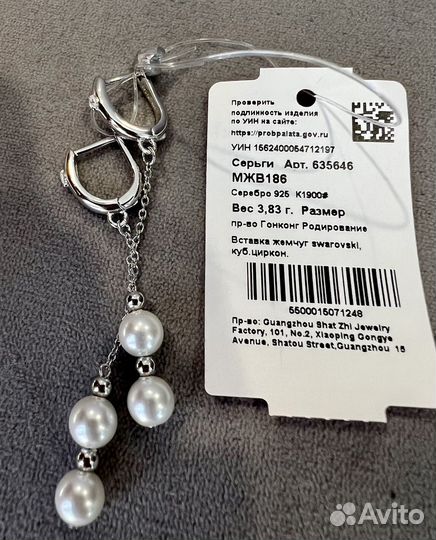 Проверить
подлинность изделия
по УИН на сайте:
https://probpalata.gov.ru
УИН 1562400054712197
Серьги Арт. 635646
МЖВ186
Серебро 925 К1900#
Вес 3,83 г. Размер
пр-во Гонконг Родирование
Вставка жемчуг swarovski,
куб.циркон.
5500015071248
Пр-во: Guangzhou Shat Zhi Jewelry
Factory, 101, No.2, Xiaoping Gongye
Avenue, Shatou Street,Guangzhou 15
Avito